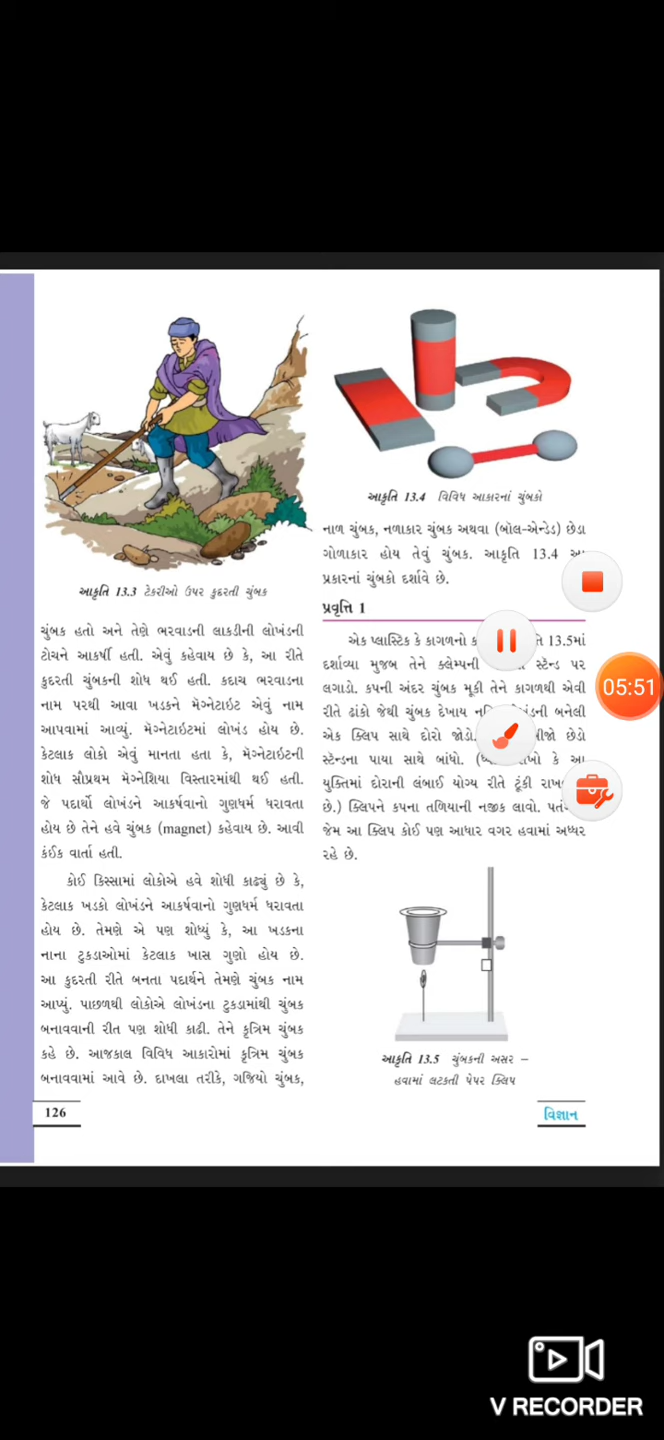 આકૃતિ 13.3 ટેકરીઓ ઉપર કુદરતી ચુંબક
ચુંબક હતો અને તેણે ભરવાડની લાકડીની લોખંડની
ટોચને આકર્ષી હતી. એવું કહેવાય છે કે, આ રીતે
કુદરતી ચુંબકની શોધ થઈ હતી. કદાચ ભરવાડના
નામ પરથી આવા ખડકને મૅગ્નેટાઇટ એવું નામ
આપવામાં આવ્યું. મૅગ્નેટાઇટમાં લોખંડ હોય છે.
કેટલાક લોકો એવું માનતા હતા કે, મૅગ્નેટાઇટની
શોધ સૌપ્રથમ મૅગ્નેશિયા વિસ્તારમાંથી થઈ હતી.
જે પદાર્થો લોખંડને આકર્ષવાનો ગુણધર્મ ધરાવતા
હોય છે તેને હવે ચુંબક (magnet) કહેવાય છે. આવી
કંઈક વાર્તા હતી.
કોઈ કિસ્સામાં લોકોએ હવે શોધી કાઢ્યું છે કે,
કેટલાક ખડકો લોખંડને આકર્ષવાનો ગુણધર્મ ધરાવતા
હોય છે. તેમણે એ પણ શોધ્યું કે, આ ખડકના
નાના ટુકડાઓમાં કેટલાક ખાસ ગુણો હોય છે.
આ કુદરતી રીતે બનતા પદાર્થને તેમણે ચુંબક નામ
આપ્યું. પાછળથી લોકોએ લોખંડના ટુકડામાંથી ચુંબક
બનાવવાની રીત પણ શોધી કાઢી. તેને કૃત્રિમ ચુંબક
કહે છે. આજકાલ વિવિધ આકારોમાં કૃત્રિમ ચુંબક
બનાવવામાં આવે છે. દાખલા તરીકે, ગજિયો ચુંબક,
આકૃતિ 13.4 વિવિધ આકારનાં ચુંબકો
નાળ ચુંબક, નળાકાર ચુંબક અથવા (બૉલ-એન્ડેડ) છેડા
ગોળાકાર હોય તેવું ચુંબક. આકૃતિ 13.4 આ
પ્રકારનાં ચુંબકો દર્શાવે છે.
પ્રવૃત્તિ 1
એક પ્લાસ્ટિક કે કાગળનો 13.5માં
દર્શાવ્યા મુજબ તેને ક્લેમ્પની સ્ટેન્ડ પર
લગાડો. કપની અંદર ચુંબક મૂકી તેને કાગળથી એવી
રીતે ઢાંકો જેથી ચુંબક દેખાય બનેલી
એક ક્લિપ સાથે દોરો જોડો. છેડો
સ્ટૅન્ડના પાયા સાથે બાંધો. કે આ
યુક્તિમાં દોરાની લંબાઈ યોગ્ય રીતે ટૂંકી
છે.) ક્લિપને કપના તળિયાની નજીક લાવો.
જેમ આ ક્લિપ કોઈ પણ આધાર વગર હવામાં અધ્ધર
રહે છે.
આકૃતિ 13.5 ચુંબકની અસર –
હવામાં લટકતી પેપર ક્લિપ
126
વિજ્ઞાન
05:51
V RECORDER